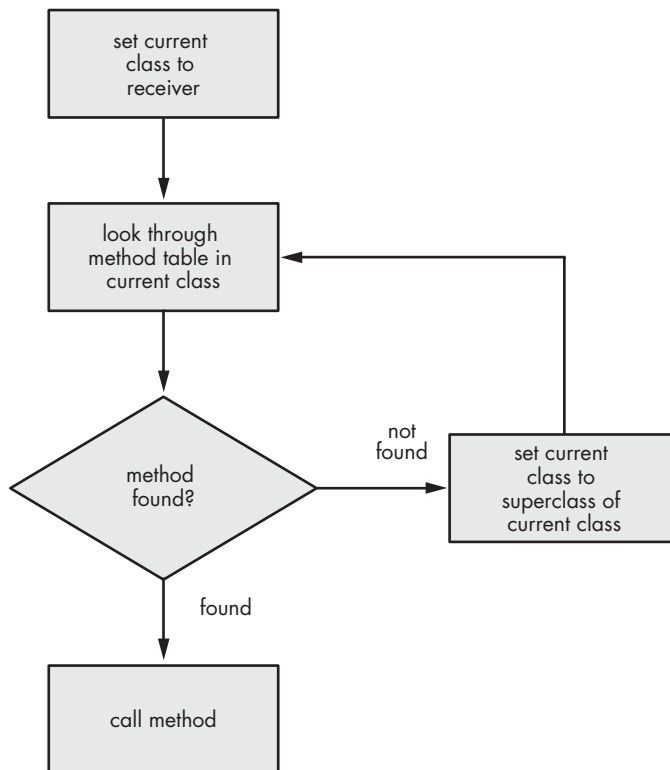 set current
class to
receiver
look through
method table in
current class
method
found?
not
found
set current
class to
superclass of
current class
found
call method